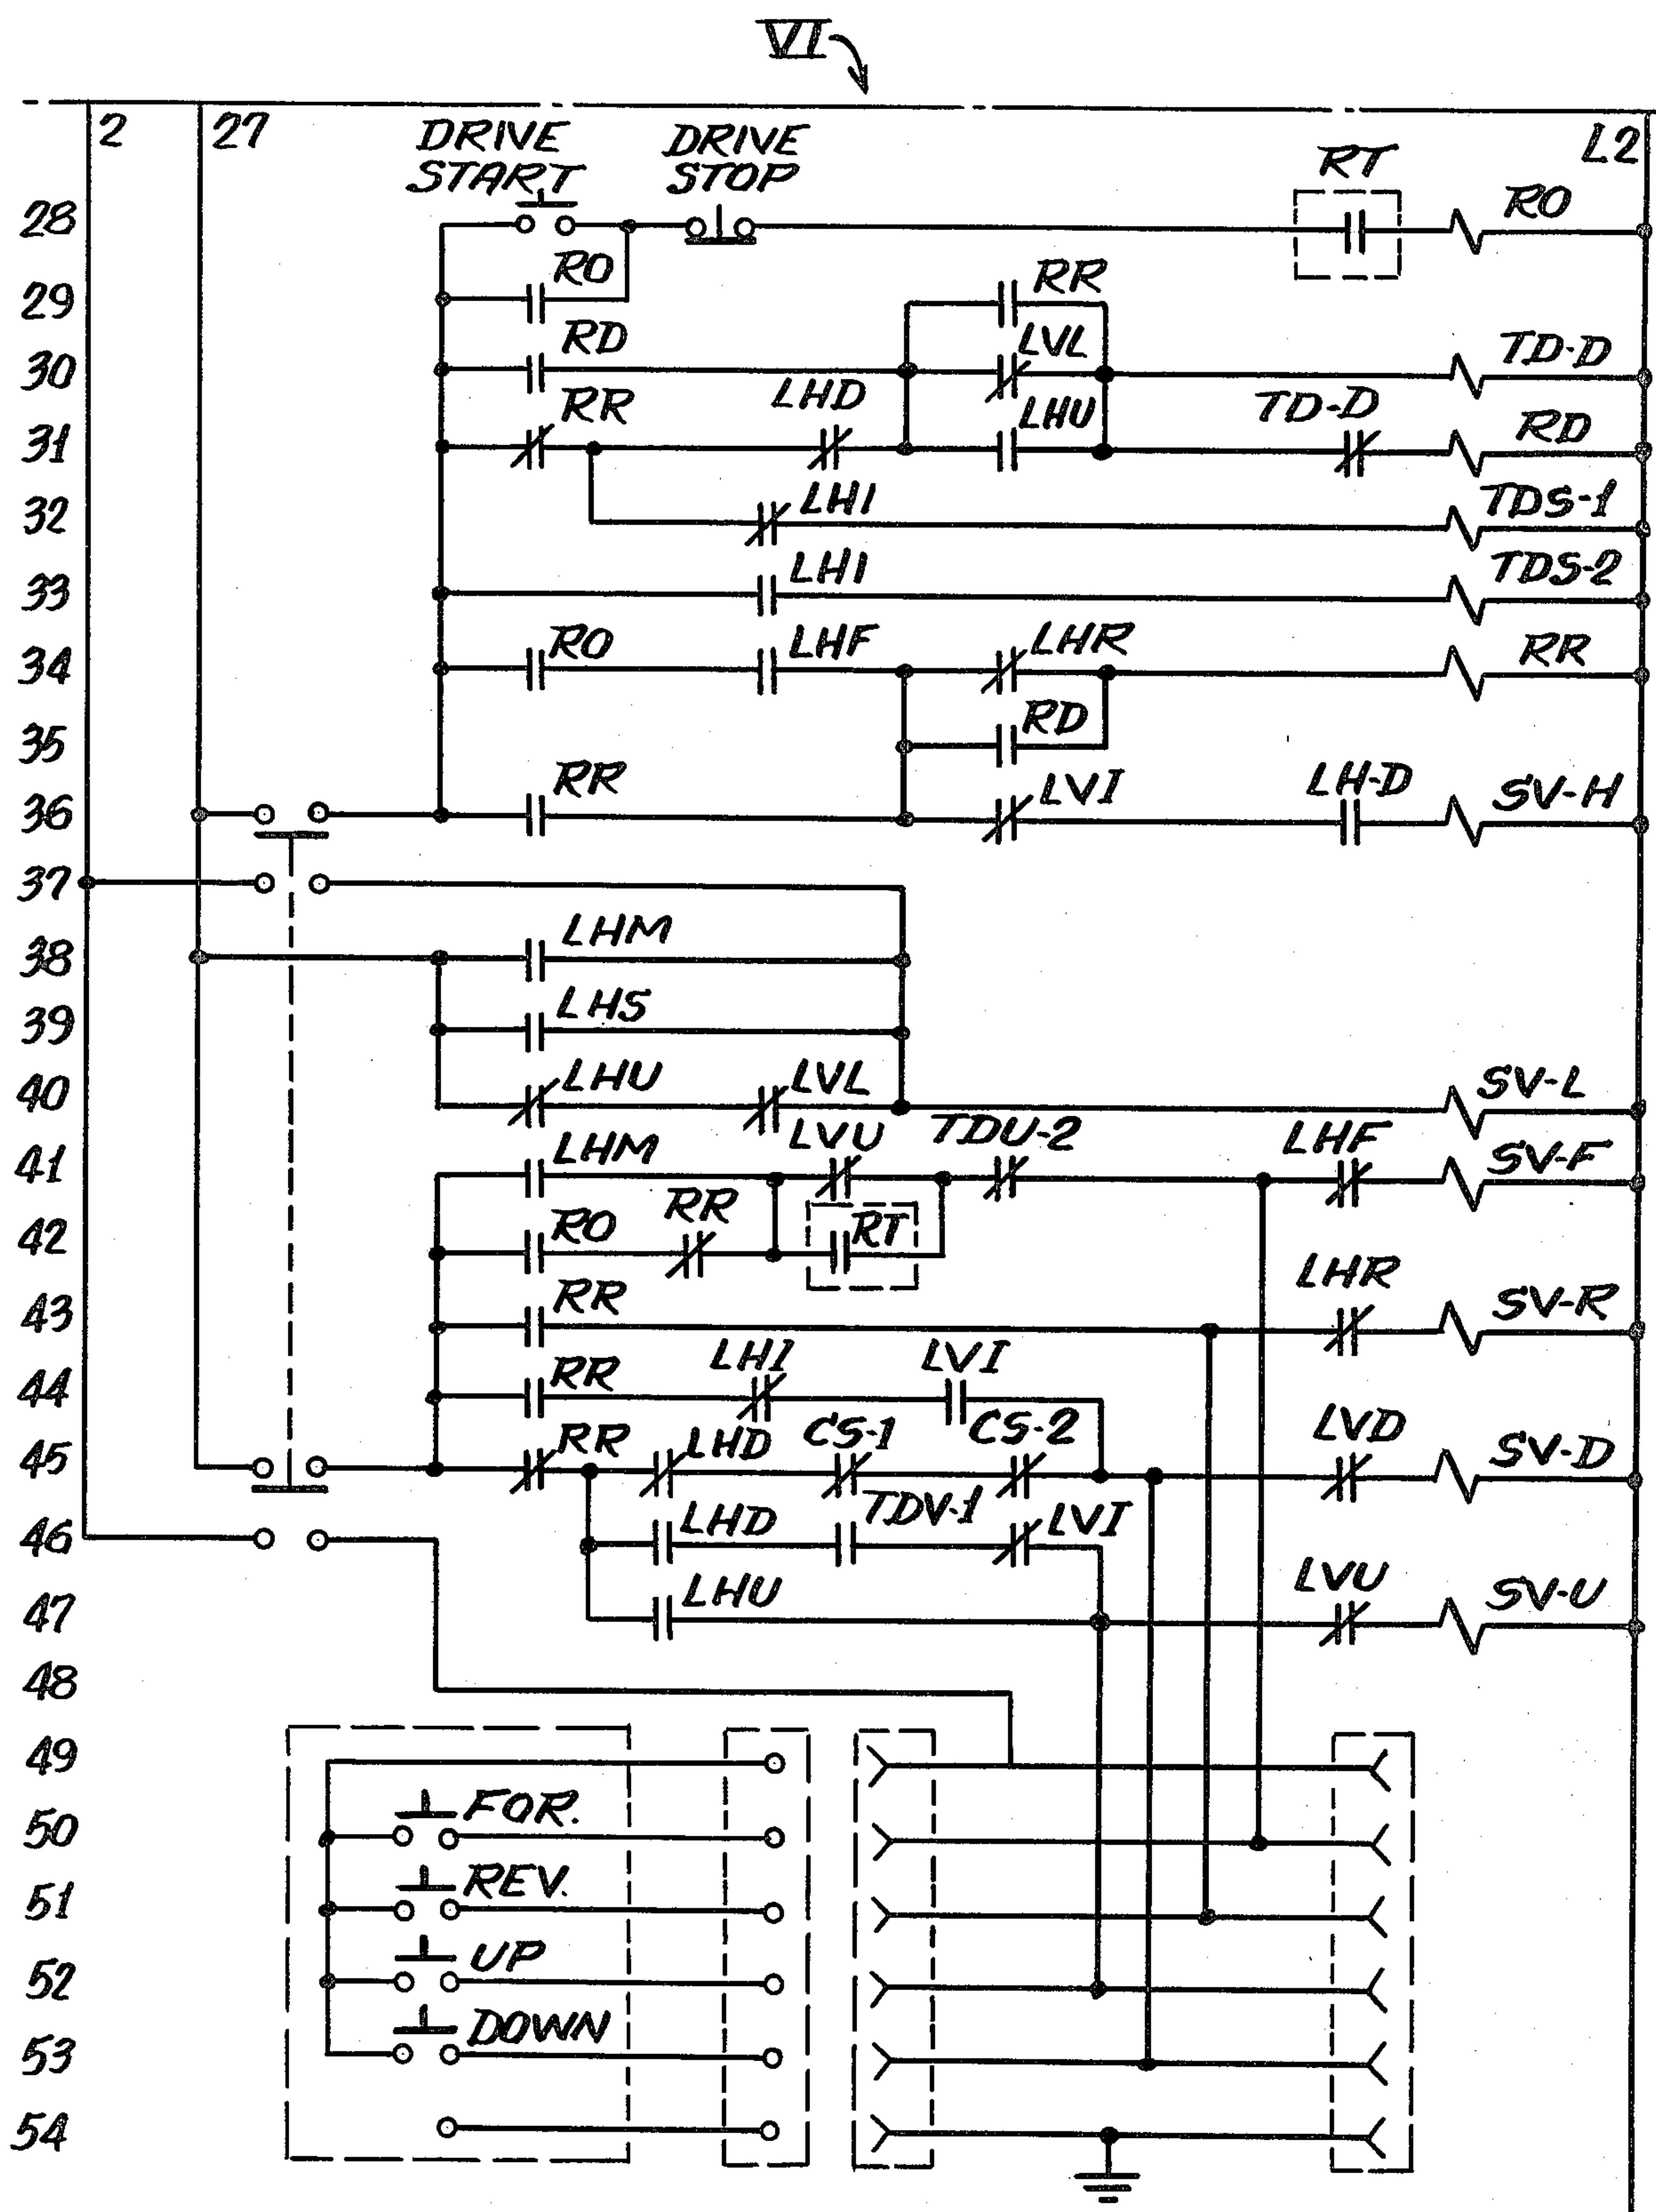 VI
2 27 DRIVE START DRIVE STOP RT L2
28 RO
29 RO RR
30 RD LVL TD-D
31 RR LHD LHU TD-D RD
32 LHI TDS-1
33 LHI TDS-2
34 RO LHF LHR RR
35 RD
36 RR LVI LH-D SV-H
37
38 LHM
39 LHS
40 LHU LVL SV-L
41 LHM LVU TDU-2 LHF SV-F
42 RO RR RT
43 RR LHR SV-R
44 RR LHI LVI
45 RR LHD CS-1 CS-2 LVD SV-D
46 LHD TDV-1 LVI
47 LHU LVU SV-U
48
49
50 FOR.
51 REV.
52 UP
53 DOWN
54